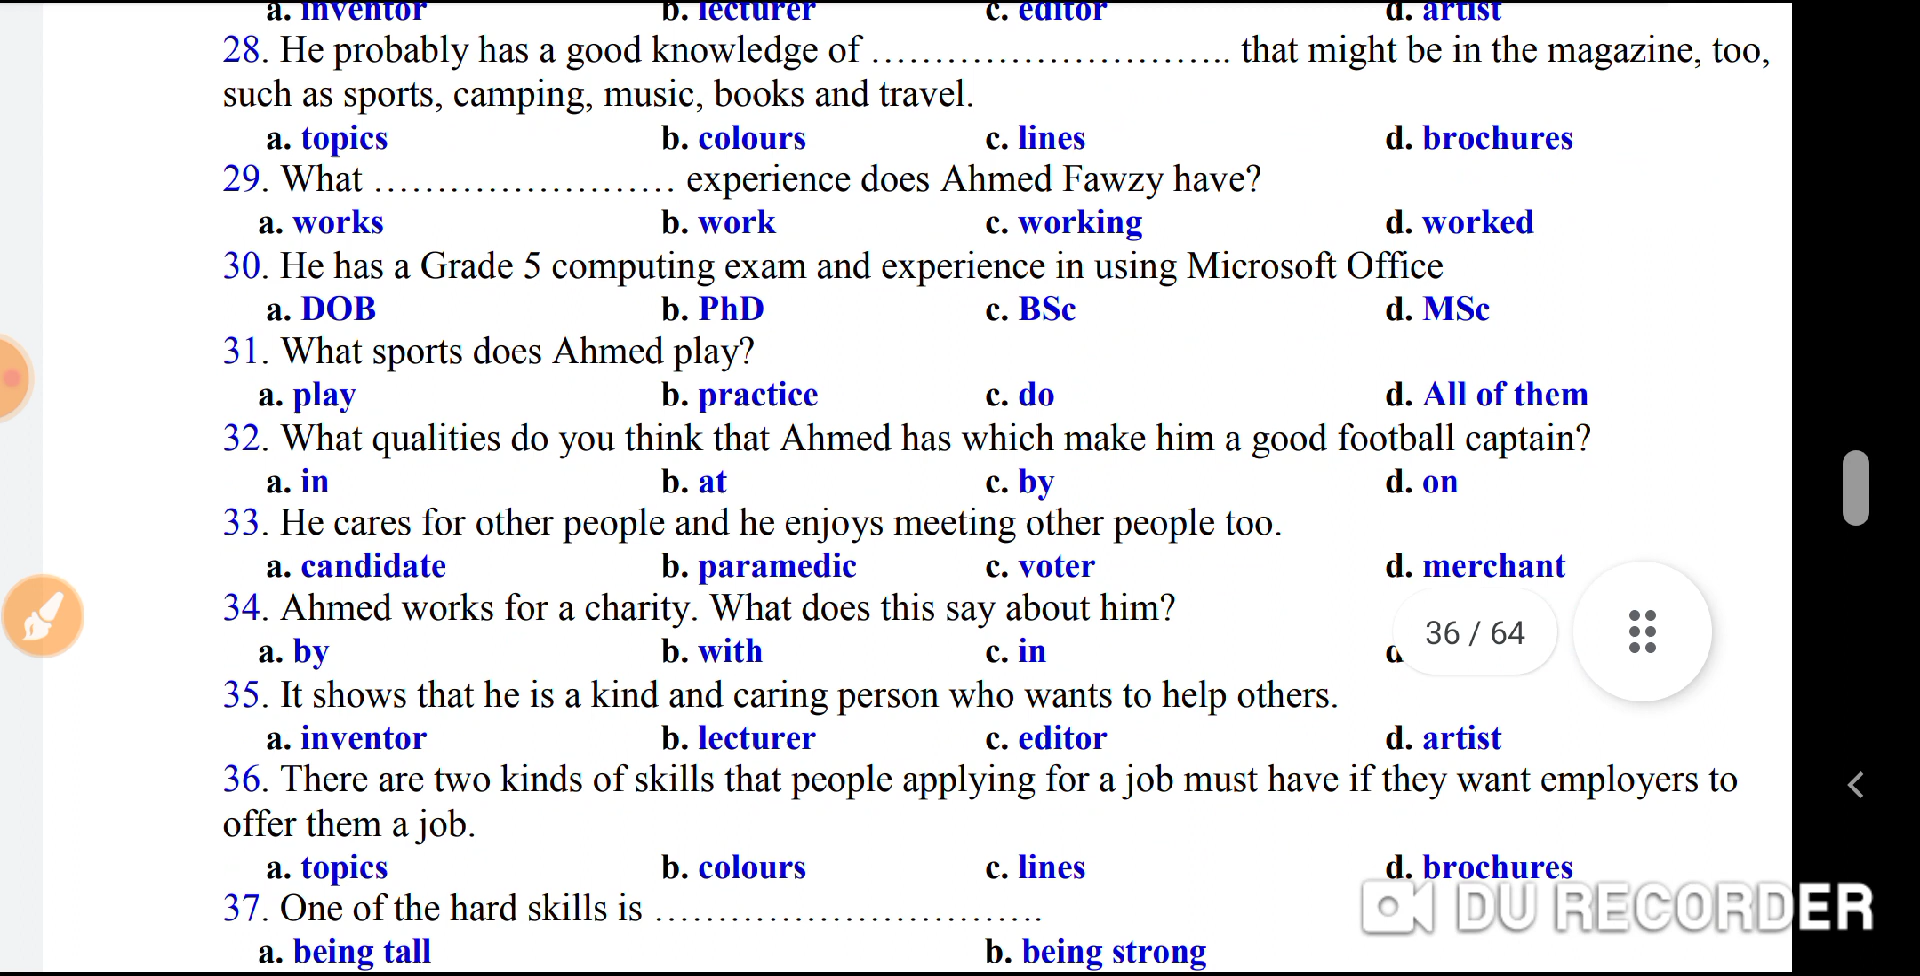 a. inventor b. lecturer c. editor d. artist
28. He probably has a good knowledge of ………………………….. that might be in the magazine, too,
such as sports, camping, music, books and travel.
a. topics b. colours c. lines d. brochures
29. What …………………….. experience does Ahmed Fawzy have?
a. works b. work c. working d. worked
30. He has a Grade 5 computing exam and experience in using Microsoft Office
a. DOB b. PhD c. BSc d. MSc
31. What sports does Ahmed play?
a. play b. practice c. do d. All of them
32. What qualities do you think that Ahmed has which make him a good football captain?
a. in b. at c. by d. on
33. He cares for other people and he enjoys meeting other people too.
a. candidate b. paramedic c. voter d. merchant
34. Ahmed works for a charity. What does this say about him?
36 / 64
a. by b. with c. in
35. It shows that he is a kind and caring person who wants to help others.
a. inventor b. lecturer c. editor d. artist
36. There are two kinds of skills that people applying for a job must have if they want employers to
offer them a job.
a. topics b. colours c. lines d. brochures
37. One of the hard skills is ……………………………
DU RECORDER
a. being tall b. being strong